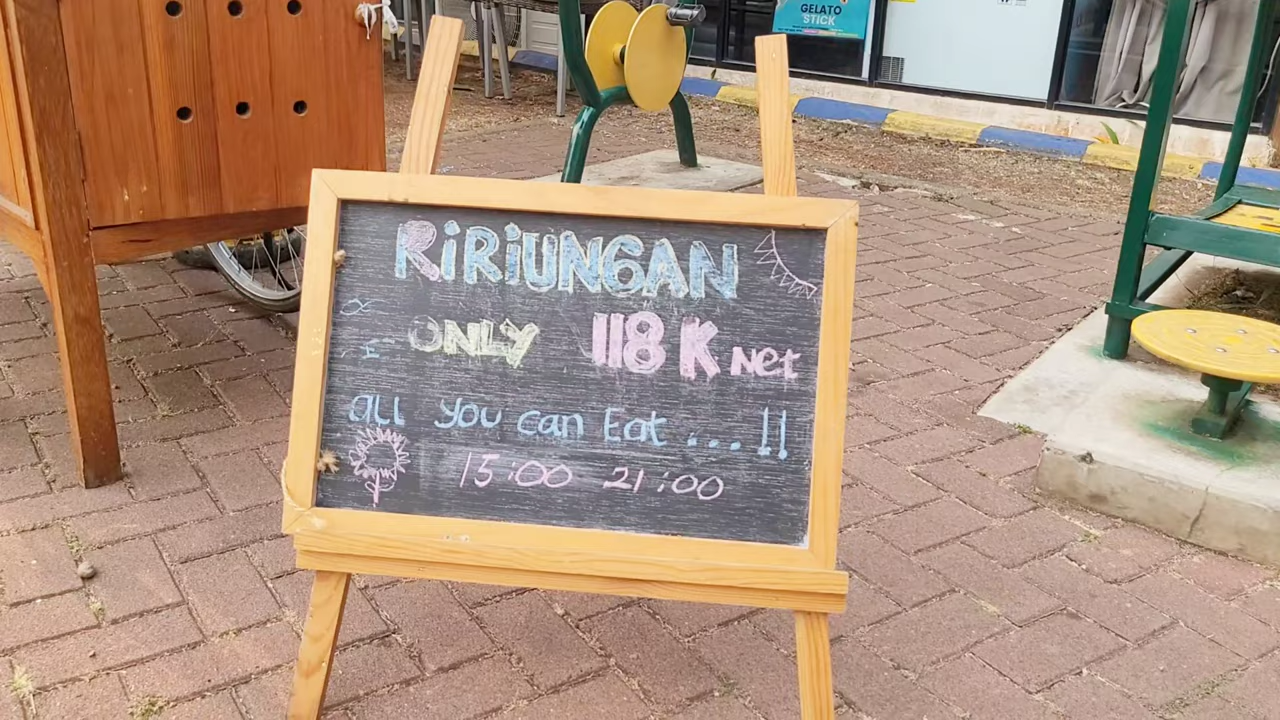 GELATO
STICK
RiRiUNGAN
ONLY 118 K Net
all you can Eat ... !!
15:00 21:00